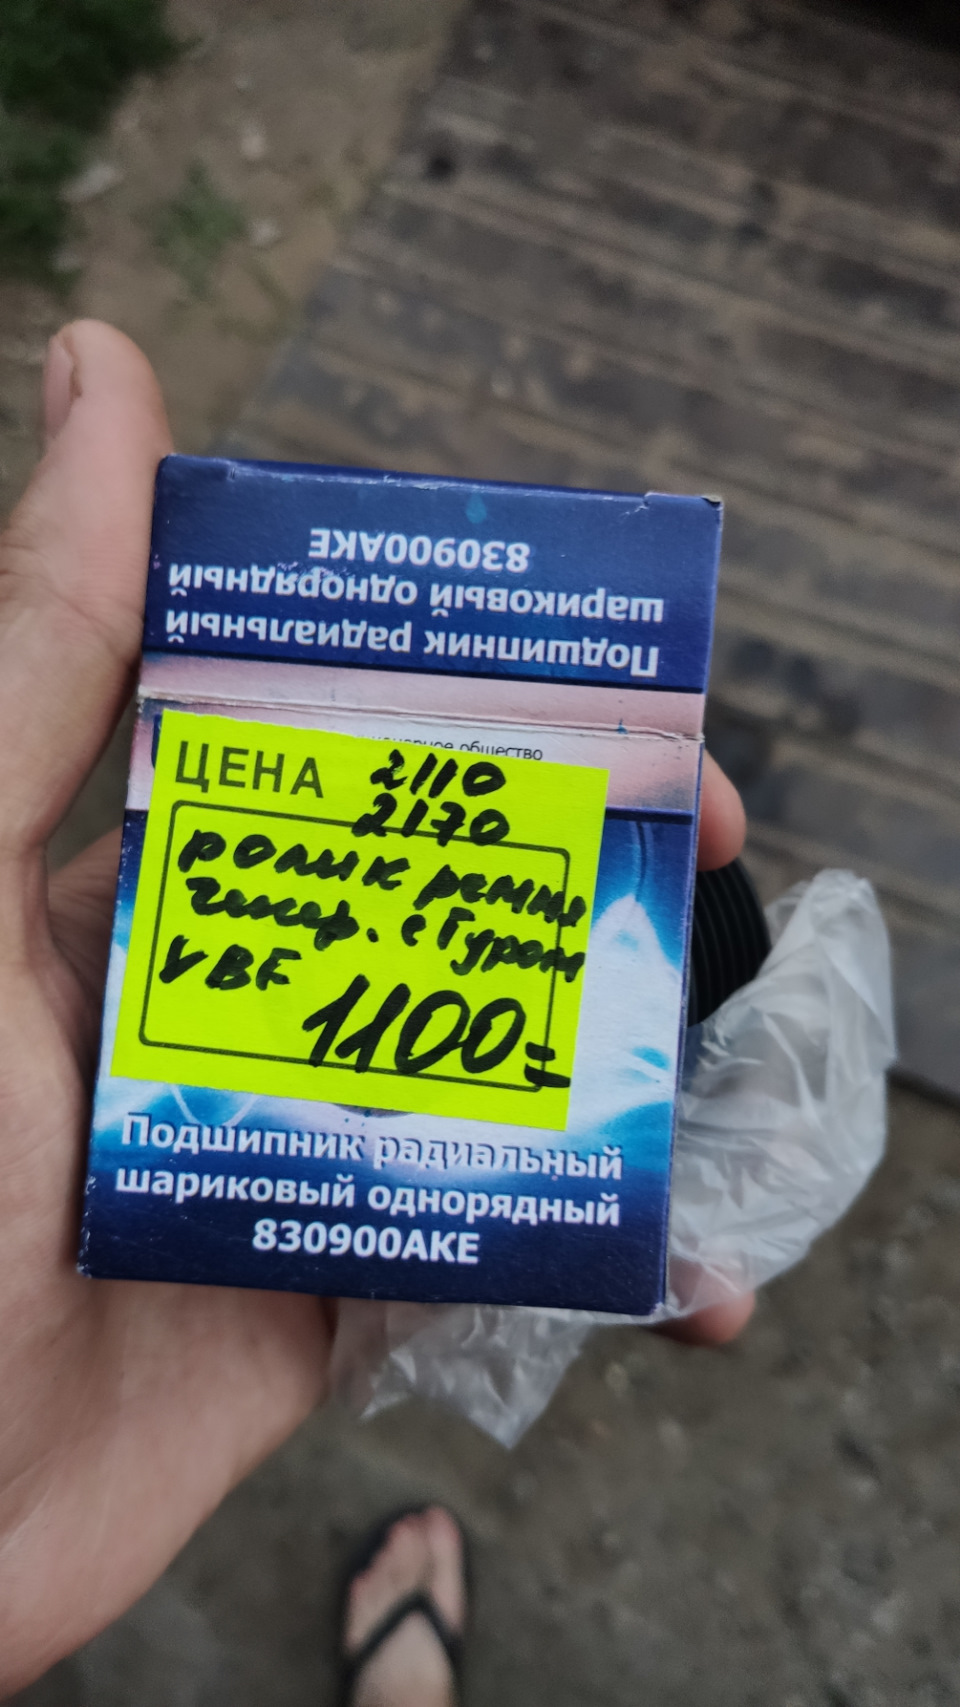 830900АКЕ
шариковый однорядный
Подшипник радиальный
общество
ЦЕНА 2110
2170
ролик ремня
генер. с Гуром
VBF
1100=
Подшипник радиальный
шариковый однорядный
830900АКЕ